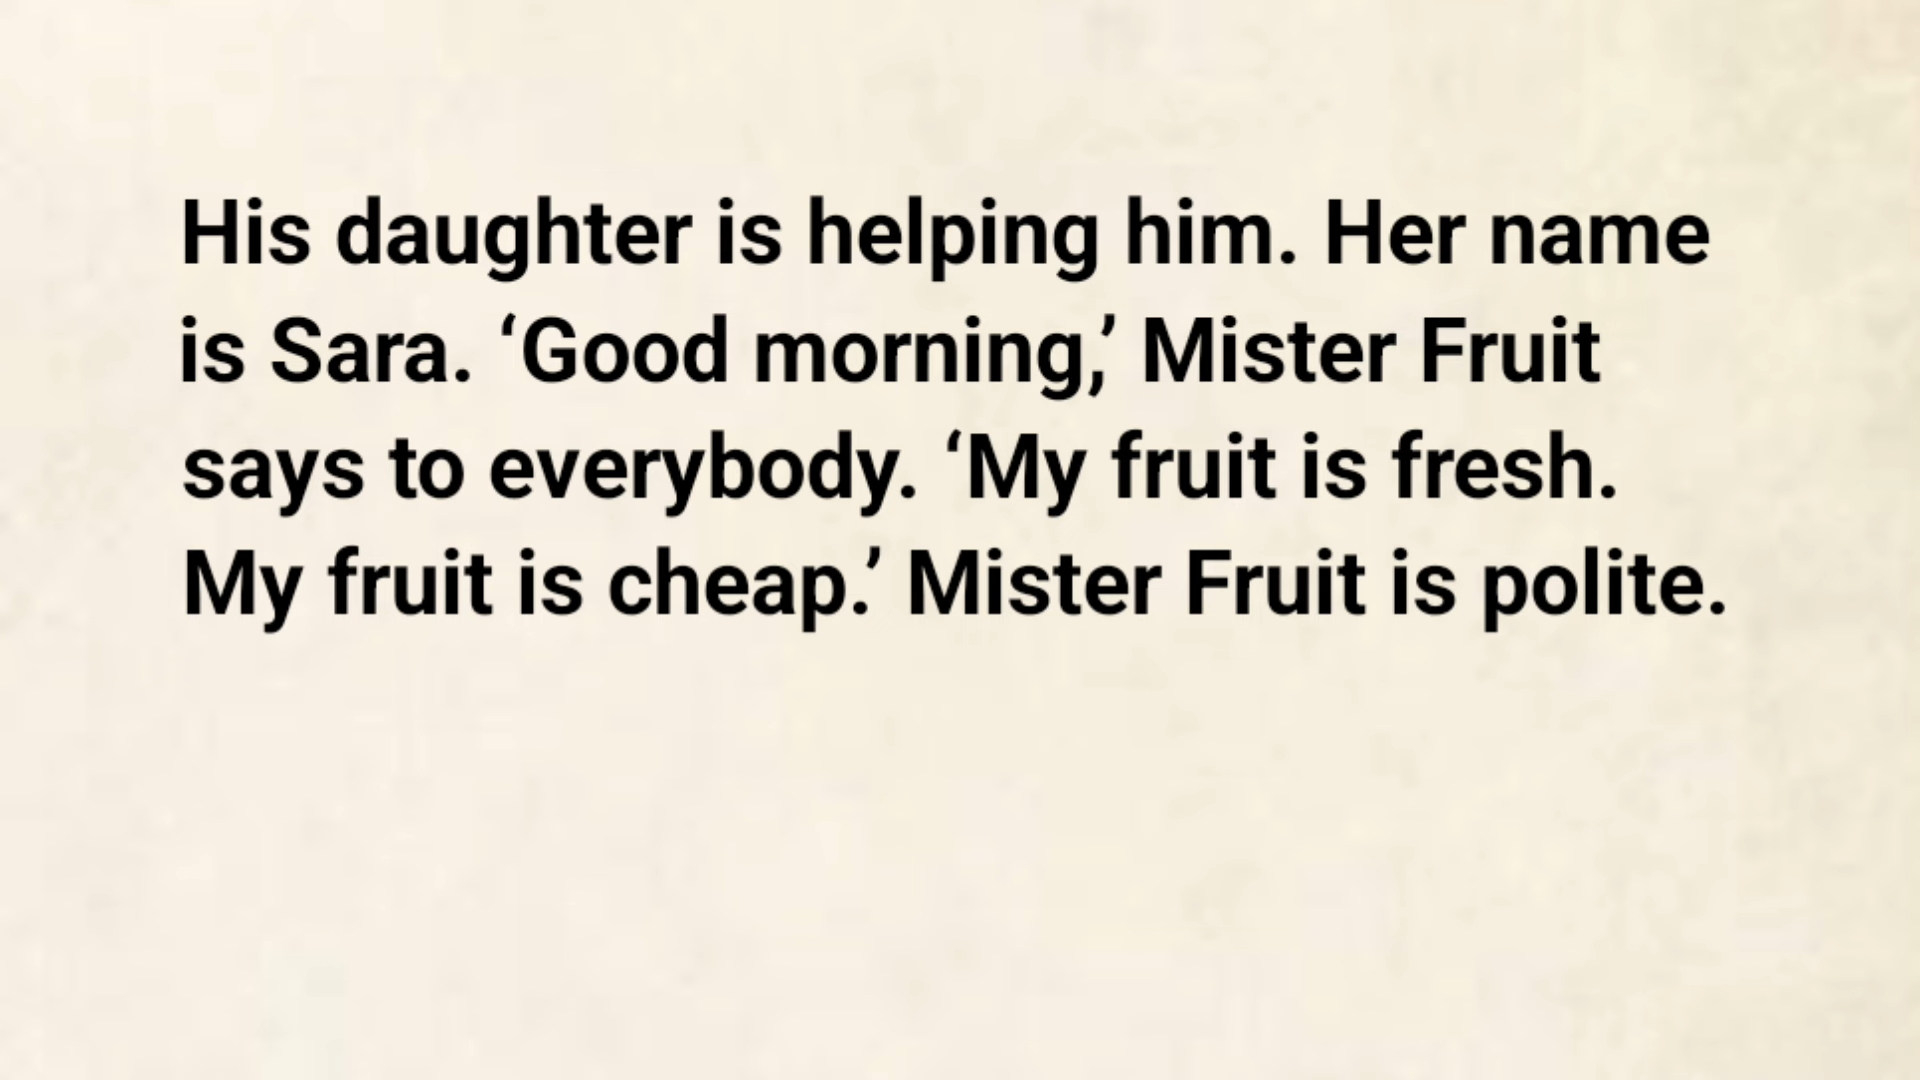 His daughter is helping him. Her name
is Sara. ‘Good morning,’ Mister Fruit
says to everybody. ‘My fruit is fresh.
My fruit is cheap.’ Mister Fruit is polite.